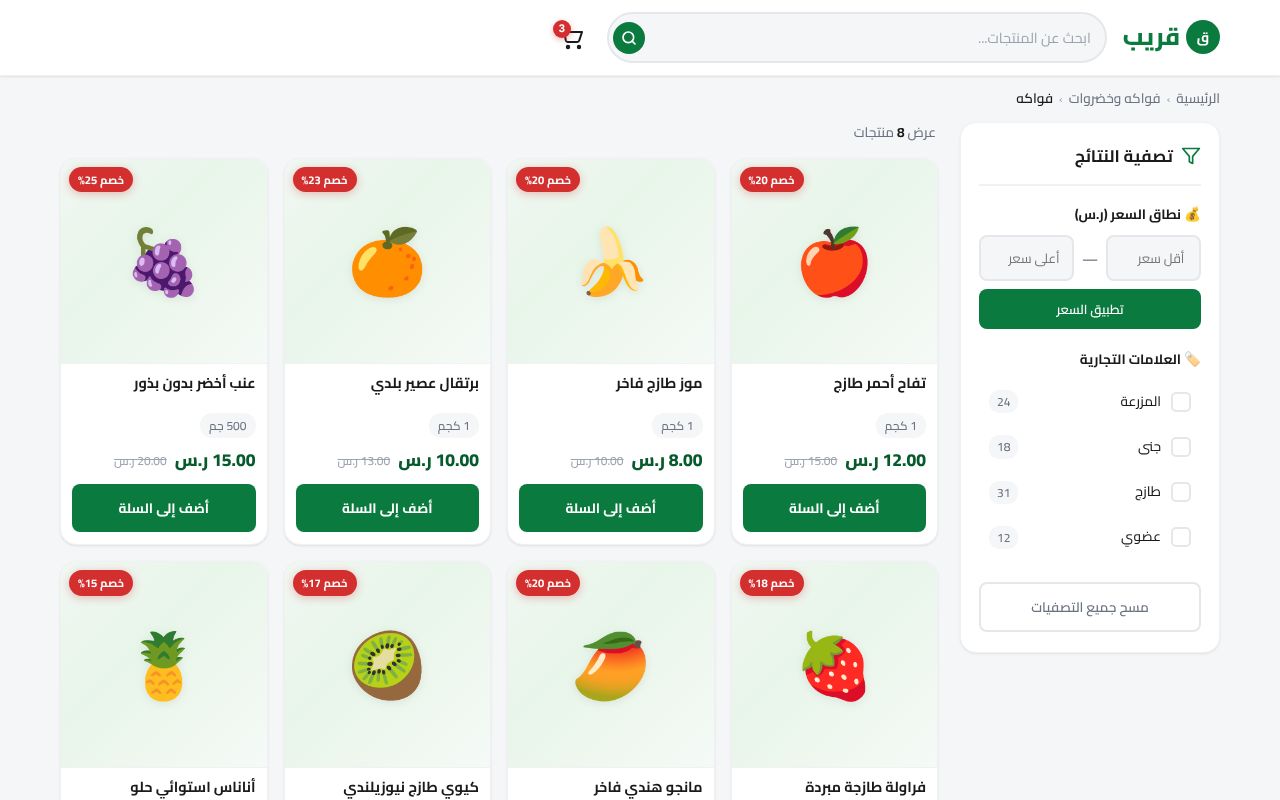 ق قريب
ابحث عن المنتجات...
3
الرئيسية › فواكه وخضروات › فواكه
تصفية النتائج
💰 نطاق السعر (ر.س)
أقل سعر — أعلى سعر
تطبيق السعر
🏷️ العلامات التجارية
المزرعة 24
جنى 18
طازج 31
عضوي 12
مسح جميع التصفيات
عرض 8 منتجات
خصم 20%
تفاح أحمر طازج
1 كجم
12.00 ر.س 15.00 ر.س
أضف إلى السلة
خصم 20%
موز طازج فاخر
1 كجم
8.00 ر.س 10.00 ر.س
أضف إلى السلة
خصم 23%
برتقال عصير بلدي
1 كجم
10.00 ر.س 13.00 ر.س
أضف إلى السلة
خصم 25%
عنب أخضر بدون بذور
500 جم
15.00 ر.س 20.00 ر.س
أضف إلى السلة
خصم 18%
فراولة طازجة مبردة
خصم 20%
مانجو هندي فاخر
خصم 17%
كيوي طازج نيوزيلندي
خصم 15%
أناناس استوائي حلو